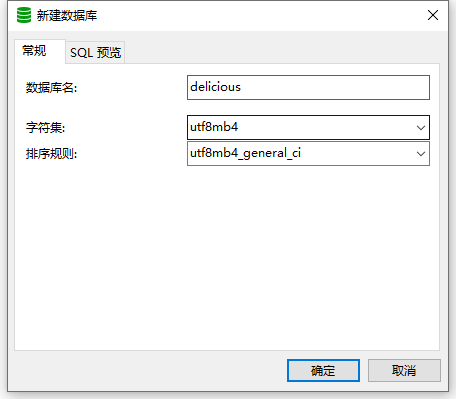 新建数据库
常规 SQL 预览
数据库名: delicious
字符集: utf8mb4
排序规则: utf8mb4_general_ci
确定 取消